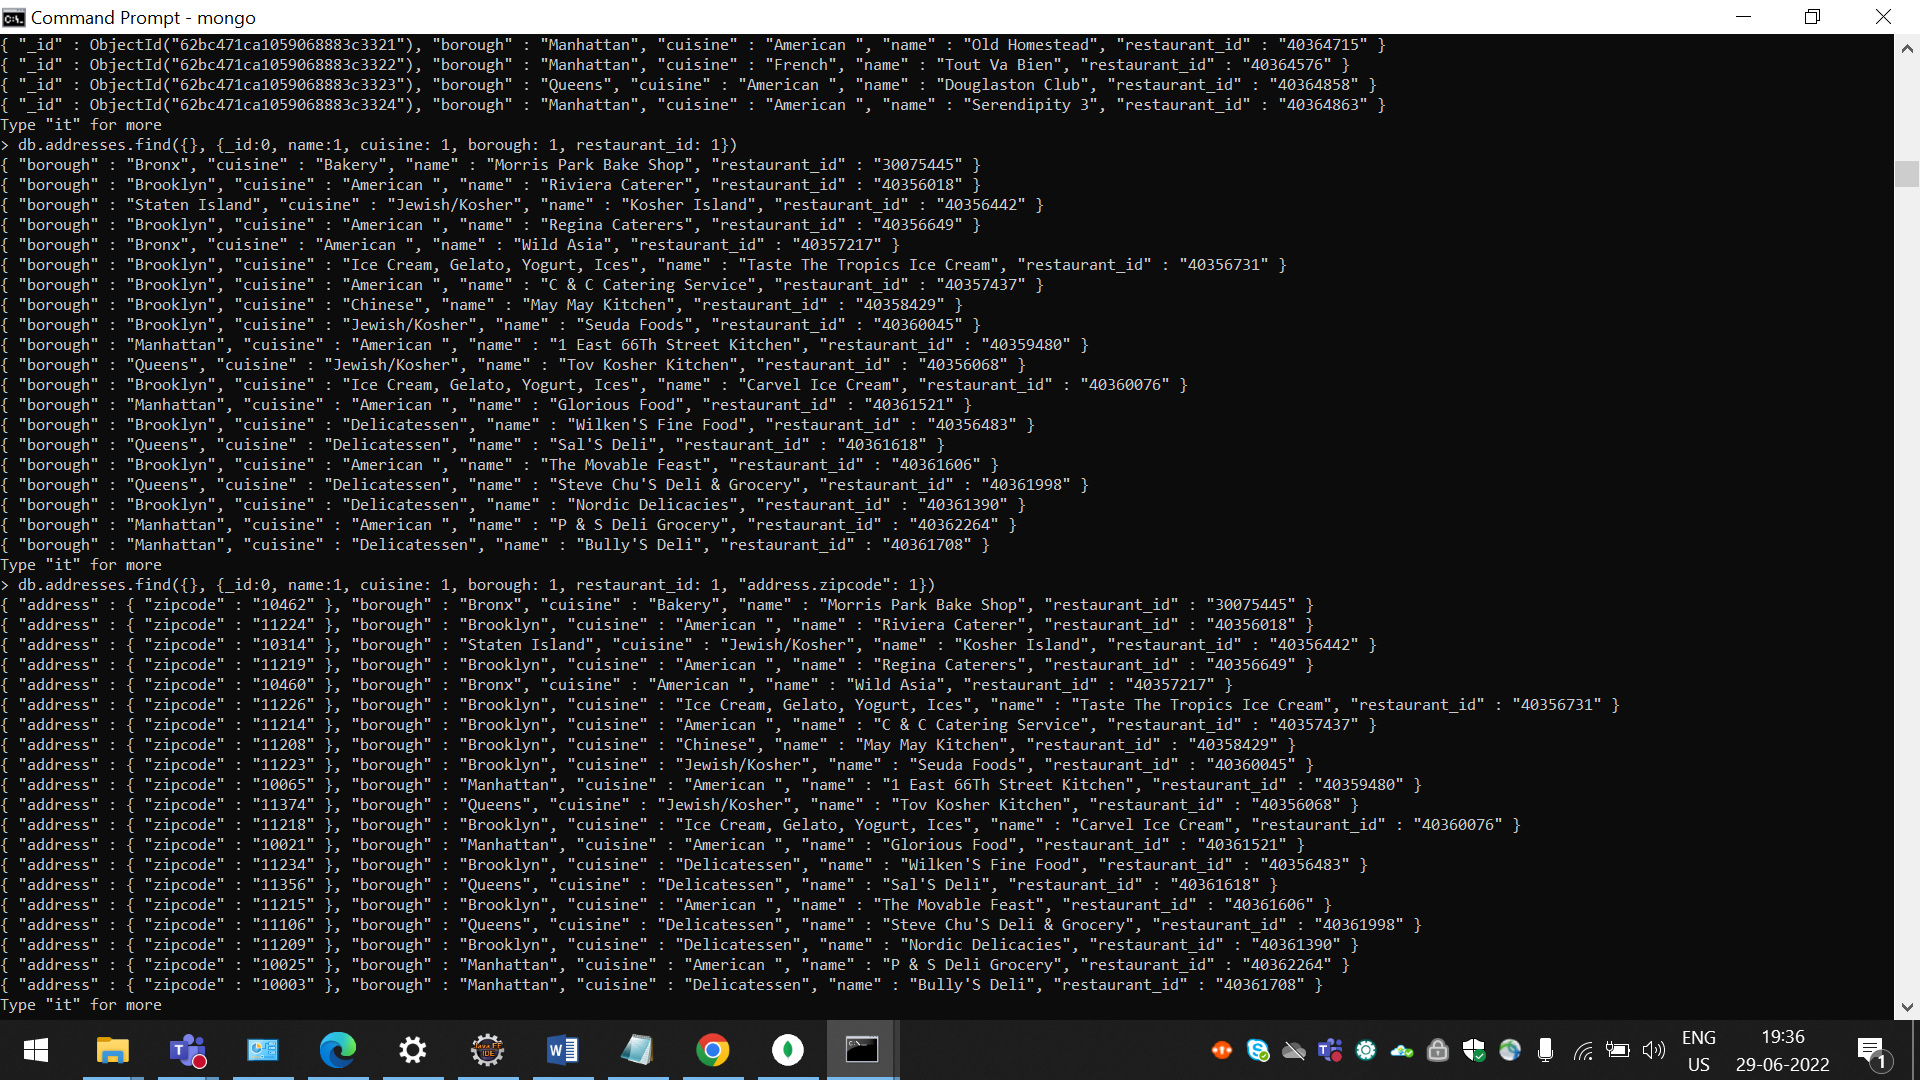 Command Prompt - mongo
{ "_id" : ObjectId("62bc471ca1059068883c3321"), "borough" : "Manhattan", "cuisine" : "American ", "name" : "Old Homestead", "restaurant_id" : "40364715" }
{ "_id" : ObjectId("62bc471ca1059068883c3322"), "borough" : "Manhattan", "cuisine" : "French", "name" : "Tout Va Bien", "restaurant_id" : "40364576" }
{ "_id" : ObjectId("62bc471ca1059068883c3323"), "borough" : "Queens", "cuisine" : "American ", "name" : "Douglaston Club", "restaurant_id" : "40364858" }
{ "_id" : ObjectId("62bc471ca1059068883c3324"), "borough" : "Manhattan", "cuisine" : "American ", "name" : "Serendipity 3", "restaurant_id" : "40364863" }
Type "it" for more
> db.addresses.find({}, {_id:0, name:1, cuisine: 1, borough: 1, restaurant_id: 1})
{ "borough" : "Bronx", "cuisine" : "Bakery", "name" : "Morris Park Bake Shop", "restaurant_id" : "30075445" }
{ "borough" : "Brooklyn", "cuisine" : "American ", "name" : "Riviera Caterer", "restaurant_id" : "40356018" }
{ "borough" : "Staten Island", "cuisine" : "Jewish/Kosher", "name" : "Kosher Island", "restaurant_id" : "40356442" }
{ "borough" : "Brooklyn", "cuisine" : "American ", "name" : "Regina Caterers", "restaurant_id" : "40356649" }
{ "borough" : "Bronx", "cuisine" : "American ", "name" : "Wild Asia", "restaurant_id" : "40357217" }
{ "borough" : "Brooklyn", "cuisine" : "Ice Cream, Gelato, Yogurt, Ices", "name" : "Taste The Tropics Ice Cream", "restaurant_id" : "40356731" }
{ "borough" : "Brooklyn", "cuisine" : "American ", "name" : "C & C Catering Service", "restaurant_id" : "40357437" }
{ "borough" : "Brooklyn", "cuisine" : "Chinese", "name" : "May May Kitchen", "restaurant_id" : "40358429" }
{ "borough" : "Brooklyn", "cuisine" : "Jewish/Kosher", "name" : "Seuda Foods", "restaurant_id" : "40360045" }
{ "borough" : "Manhattan", "cuisine" : "American ", "name" : "1 East 66Th Street Kitchen", "restaurant_id" : "40359480" }
{ "borough" : "Queens", "cuisine" : "Jewish/Kosher", "name" : "Tov Kosher Kitchen", "restaurant_id" : "40356068" }
{ "borough" : "Brooklyn", "cuisine" : "Ice Cream, Gelato, Yogurt, Ices", "name" : "Carvel Ice Cream", "restaurant_id" : "40360076" }
{ "borough" : "Manhattan", "cuisine" : "American ", "name" : "Glorious Food", "restaurant_id" : "40361521" }
{ "borough" : "Brooklyn", "cuisine" : "Delicatessen", "name" : "Wilken'S Fine Food", "restaurant_id" : "40356483" }
{ "borough" : "Queens", "cuisine" : "Delicatessen", "name" : "Sal'S Deli", "restaurant_id" : "40361618" }
{ "borough" : "Brooklyn", "cuisine" : "American ", "name" : "The Movable Feast", "restaurant_id" : "40361606" }
{ "borough" : "Queens", "cuisine" : "Delicatessen", "name" : "Steve Chu'S Deli & Grocery", "restaurant_id" : "40361998" }
{ "borough" : "Brooklyn", "cuisine" : "Delicatessen", "name" : "Nordic Delicacies", "restaurant_id" : "40361390" }
{ "borough" : "Manhattan", "cuisine" : "American ", "name" : "P & S Deli Grocery", "restaurant_id" : "40362264" }
{ "borough" : "Manhattan", "cuisine" : "Delicatessen", "name" : "Bully'S Deli", "restaurant_id" : "40361708" }
Type "it" for more
> db.addresses.find({}, {_id:0, name:1, cuisine: 1, borough: 1, restaurant_id: 1, "address.zipcode": 1})
{ "address" : { "zipcode" : "10462" }, "borough" : "Bronx", "cuisine" : "Bakery", "name" : "Morris Park Bake Shop", "restaurant_id" : "30075445" }
{ "address" : { "zipcode" : "11224" }, "borough" : "Brooklyn", "cuisine" : "American ", "name" : "Riviera Caterer", "restaurant_id" : "40356018" }
{ "address" : { "zipcode" : "10314" }, "borough" : "Staten Island", "cuisine" : "Jewish/Kosher", "name" : "Kosher Island", "restaurant_id" : "40356442" }
{ "address" : { "zipcode" : "11219" }, "borough" : "Brooklyn", "cuisine" : "American ", "name" : "Regina Caterers", "restaurant_id" : "40356649" }
{ "address" : { "zipcode" : "10460" }, "borough" : "Bronx", "cuisine" : "American ", "name" : "Wild Asia", "restaurant_id" : "40357217" }
{ "address" : { "zipcode" : "11226" }, "borough" : "Brooklyn", "cuisine" : "Ice Cream, Gelato, Yogurt, Ices", "name" : "Taste The Tropics Ice Cream", "restaurant_id" : "40356731" }
{ "address" : { "zipcode" : "11214" }, "borough" : "Brooklyn", "cuisine" : "American ", "name" : "C & C Catering Service", "restaurant_id" : "40357437" }
{ "address" : { "zipcode" : "11208" }, "borough" : "Brooklyn", "cuisine" : "Chinese", "name" : "May May Kitchen", "restaurant_id" : "40358429" }
{ "address" : { "zipcode" : "11223" }, "borough" : "Brooklyn", "cuisine" : "Jewish/Kosher", "name" : "Seuda Foods", "restaurant_id" : "40360045" }
{ "address" : { "zipcode" : "10065" }, "borough" : "Manhattan", "cuisine" : "American ", "name" : "1 East 66Th Street Kitchen", "restaurant_id" : "40359480" }
{ "address" : { "zipcode" : "11374" }, "borough" : "Queens", "cuisine" : "Jewish/Kosher", "name" : "Tov Kosher Kitchen", "restaurant_id" : "40356068" }
{ "address" : { "zipcode" : "11218" }, "borough" : "Brooklyn", "cuisine" : "Ice Cream, Gelato, Yogurt, Ices", "name" : "Carvel Ice Cream", "restaurant_id" : "40360076" }
{ "address" : { "zipcode" : "10021" }, "borough" : "Manhattan", "cuisine" : "American ", "name" : "Glorious Food", "restaurant_id" : "40361521" }
{ "address" : { "zipcode" : "11234" }, "borough" : "Brooklyn", "cuisine" : "Delicatessen", "name" : "Wilken'S Fine Food", "restaurant_id" : "40356483" }
{ "address" : { "zipcode" : "11356" }, "borough" : "Queens", "cuisine" : "Delicatessen", "name" : "Sal'S Deli", "restaurant_id" : "40361618" }
{ "address" : { "zipcode" : "11215" }, "borough" : "Brooklyn", "cuisine" : "American ", "name" : "The Movable Feast", "restaurant_id" : "40361606" }
{ "address" : { "zipcode" : "11106" }, "borough" : "Queens", "cuisine" : "Delicatessen", "name" : "Steve Chu'S Deli & Grocery", "restaurant_id" : "40361998" }
{ "address" : { "zipcode" : "11209" }, "borough" : "Brooklyn", "cuisine" : "Delicatessen", "name" : "Nordic Delicacies", "restaurant_id" : "40361390" }
{ "address" : { "zipcode" : "10025" }, "borough" : "Manhattan", "cuisine" : "American ", "name" : "P & S Deli Grocery", "restaurant_id" : "40362264" }
{ "address" : { "zipcode" : "10003" }, "borough" : "Manhattan", "cuisine" : "Delicatessen", "name" : "Bully'S Deli", "restaurant_id" : "40361708" }
Type "it" for more
ENG
US
19:36
29-06-2022
1